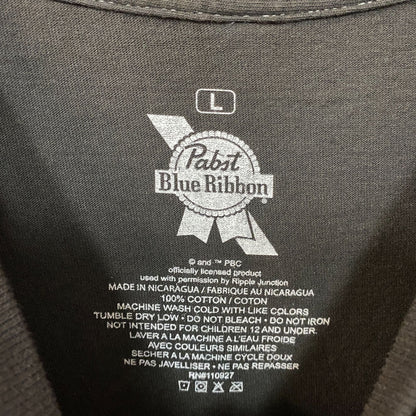 L
Pabst
Blue Ribbon
© and ™ PBC
officially licensed product
used with permission by Ripple Junction
MADE IN NICARAGUA / FABRIQUE AU NICARAGUA
100% COTTON / COTON
MACHINE WASH COLD WITH LIKE COLORS
TUMBLE DRY LOW - DO NOT BLEACH - DO NOT IRON
NOT INTENDED FOR CHILDREN 12 AND UNDER.
LAVER A LA MACHINE A L'EAU FROIDE
AVEC COULEURS SIMILAIRES
SECHER A LA MACHINE CYCLE DOUX
NE PAS JAVELLISER - NE PAS REPASSER
RN#110927